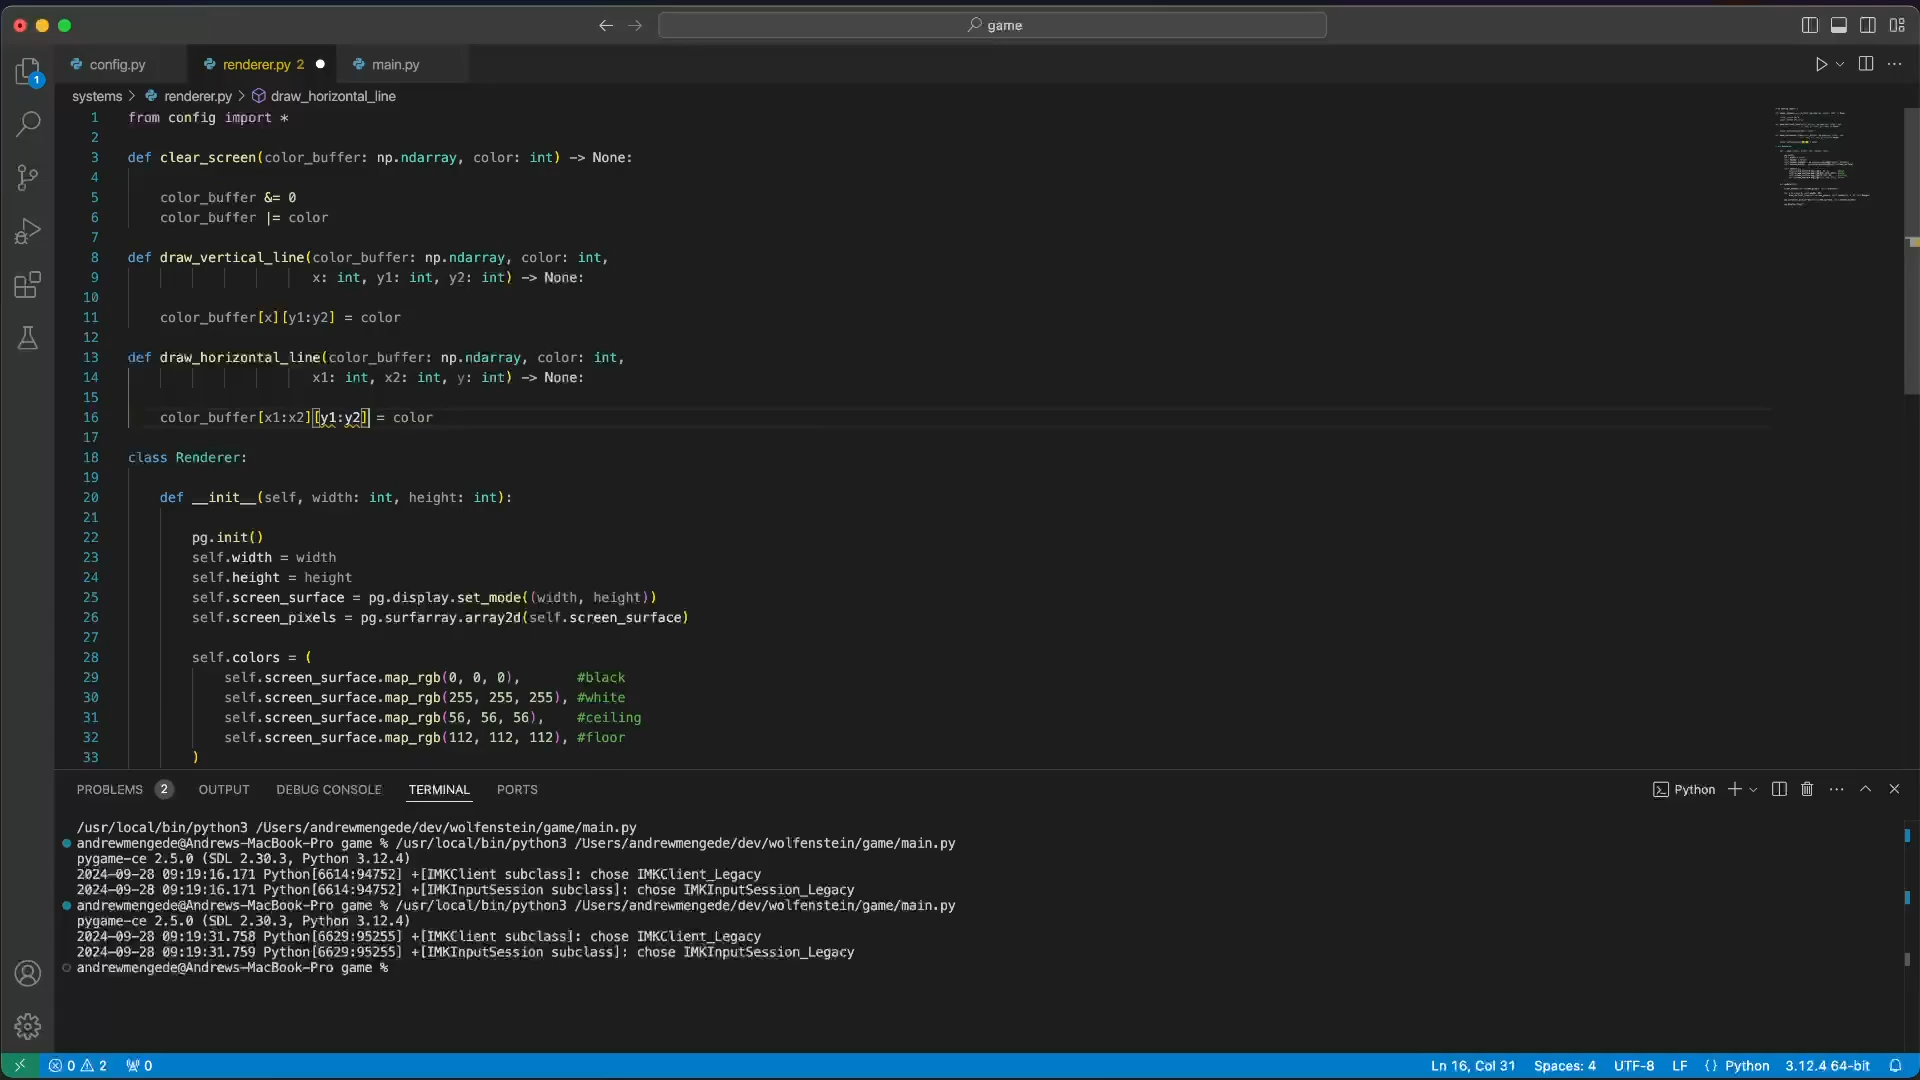 game
config.py
renderer.py 2
main.py
1
systems > renderer.py > draw_horizontal_line
1 from config import *
2
3 def clear_screen(color_buffer: np.ndarray, color: int) -> None:
4
5 color_buffer &= 0
6 color_buffer |= color
7
8 def draw_vertical_line(color_buffer: np.ndarray, color: int,
9 x: int, y1: int, y2: int) -> None:
10
11 color_buffer[x][y1:y2] = color
12
13 def draw_horizontal_line(color_buffer: np.ndarray, color: int,
14 x1: int, x2: int, y: int) -> None:
15
16 color_buffer[x1:x2][y1:y2] = color
17
18 class Renderer:
19
20 def __init__(self, width: int, height: int):
21
22 pg.init()
23 self.width = width
24 self.height = height
25 self.screen_surface = pg.display.set_mode((width, height))
26 self.screen_pixels = pg.surfarray.array2d(self.screen_surface)
27
28 self.colors = (
29 self.screen_surface.map_rgb(0, 0, 0), #black
30 self.screen_surface.map_rgb(255, 255, 255), #white
31 self.screen_surface.map_rgb(56, 56, 56), #ceiling
32 self.screen_surface.map_rgb(112, 112, 112), #floor
33 )
PROBLEMS 2 OUTPUT DEBUG CONSOLE TERMINAL PORTS
Python
/usr/local/bin/python3 /Users/andrewmengede/dev/wolfenstein/game/main.py
andrewmengede@Andrews-MacBook-Pro game % /usr/local/bin/python3 /Users/andrewmengede/dev/wolfenstein/game/main.py
pygame-ce 2.5.0 (SDL 2.30.3, Python 3.12.4)
2024-09-28 09:19:16.171 Python[6614:94752] +[IMKClient subclass]: chose IMKClient_Legacy
2024-09-28 09:19:16.171 Python[6614:94752] +[IMKInputSession subclass]: chose IMKInputSession_Legacy
andrewmengede@Andrews-MacBook-Pro game % /usr/local/bin/python3 /Users/andrewmengede/dev/wolfenstein/game/main.py
pygame-ce 2.5.0 (SDL 2.30.3, Python 3.12.4)
2024-09-28 09:19:31.758 Python[6629:95255] +[IMKClient subclass]: chose IMKClient_Legacy
2024-09-28 09:19:31.759 Python[6629:95255] +[IMKInputSession subclass]: chose IMKInputSession_Legacy
andrewmengede@Andrews-MacBook-Pro game %
0 2 0 Ln 16, Col 31 Spaces: 4 UTF-8 LF {} Python 3.12.4 64-bit